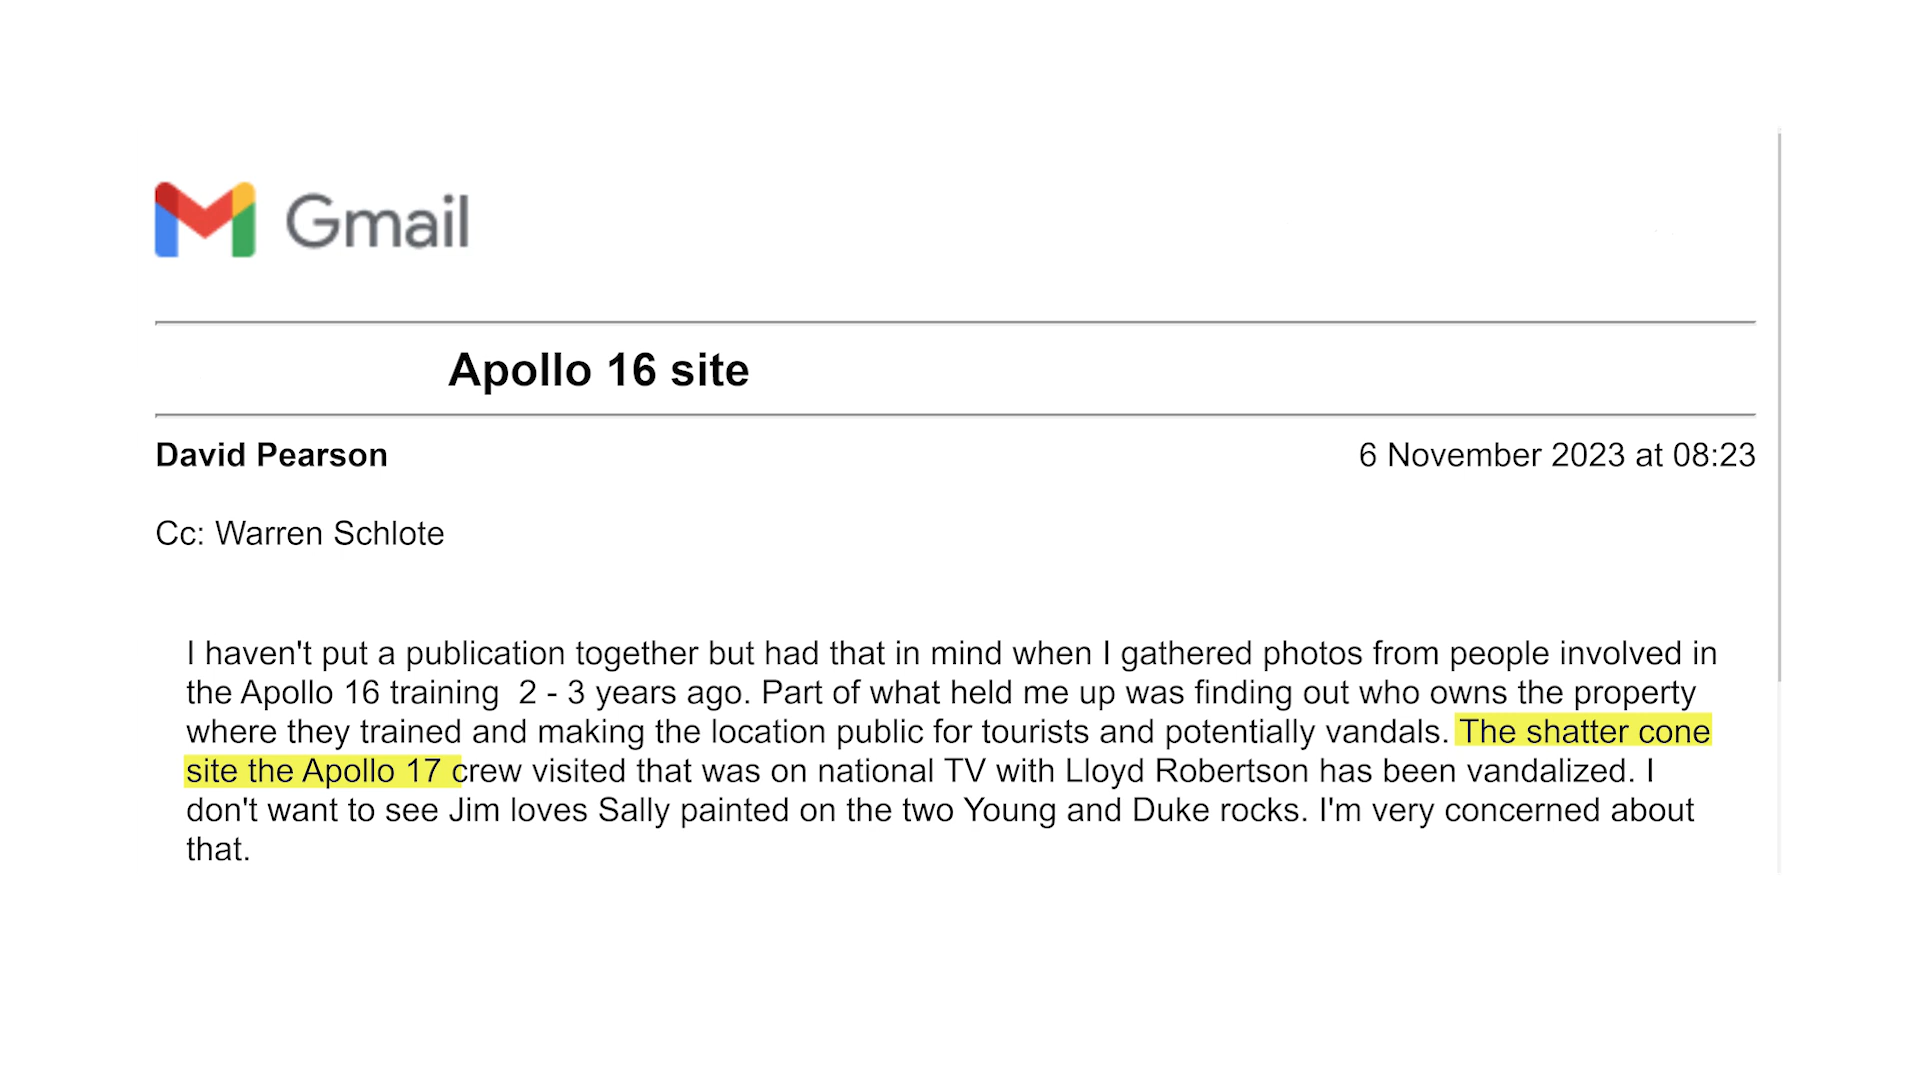 Gmail
Apollo 16 site
David Pearson
6 November 2023 at 08:23
Cc: Warren Schlote
I haven't put a publication together but had that in mind when I gathered photos from people involved in
the Apollo 16 training  2 - 3 years ago. Part of what held me up was finding out who owns the property
where they trained and making the location public for tourists and potentially vandals. The shatter cone
site the Apollo 17 crew visited that was on national TV with Lloyd Robertson has been vandalized. I
don't want to see Jim loves Sally painted on the two Young and Duke rocks. I'm very concerned about
that.